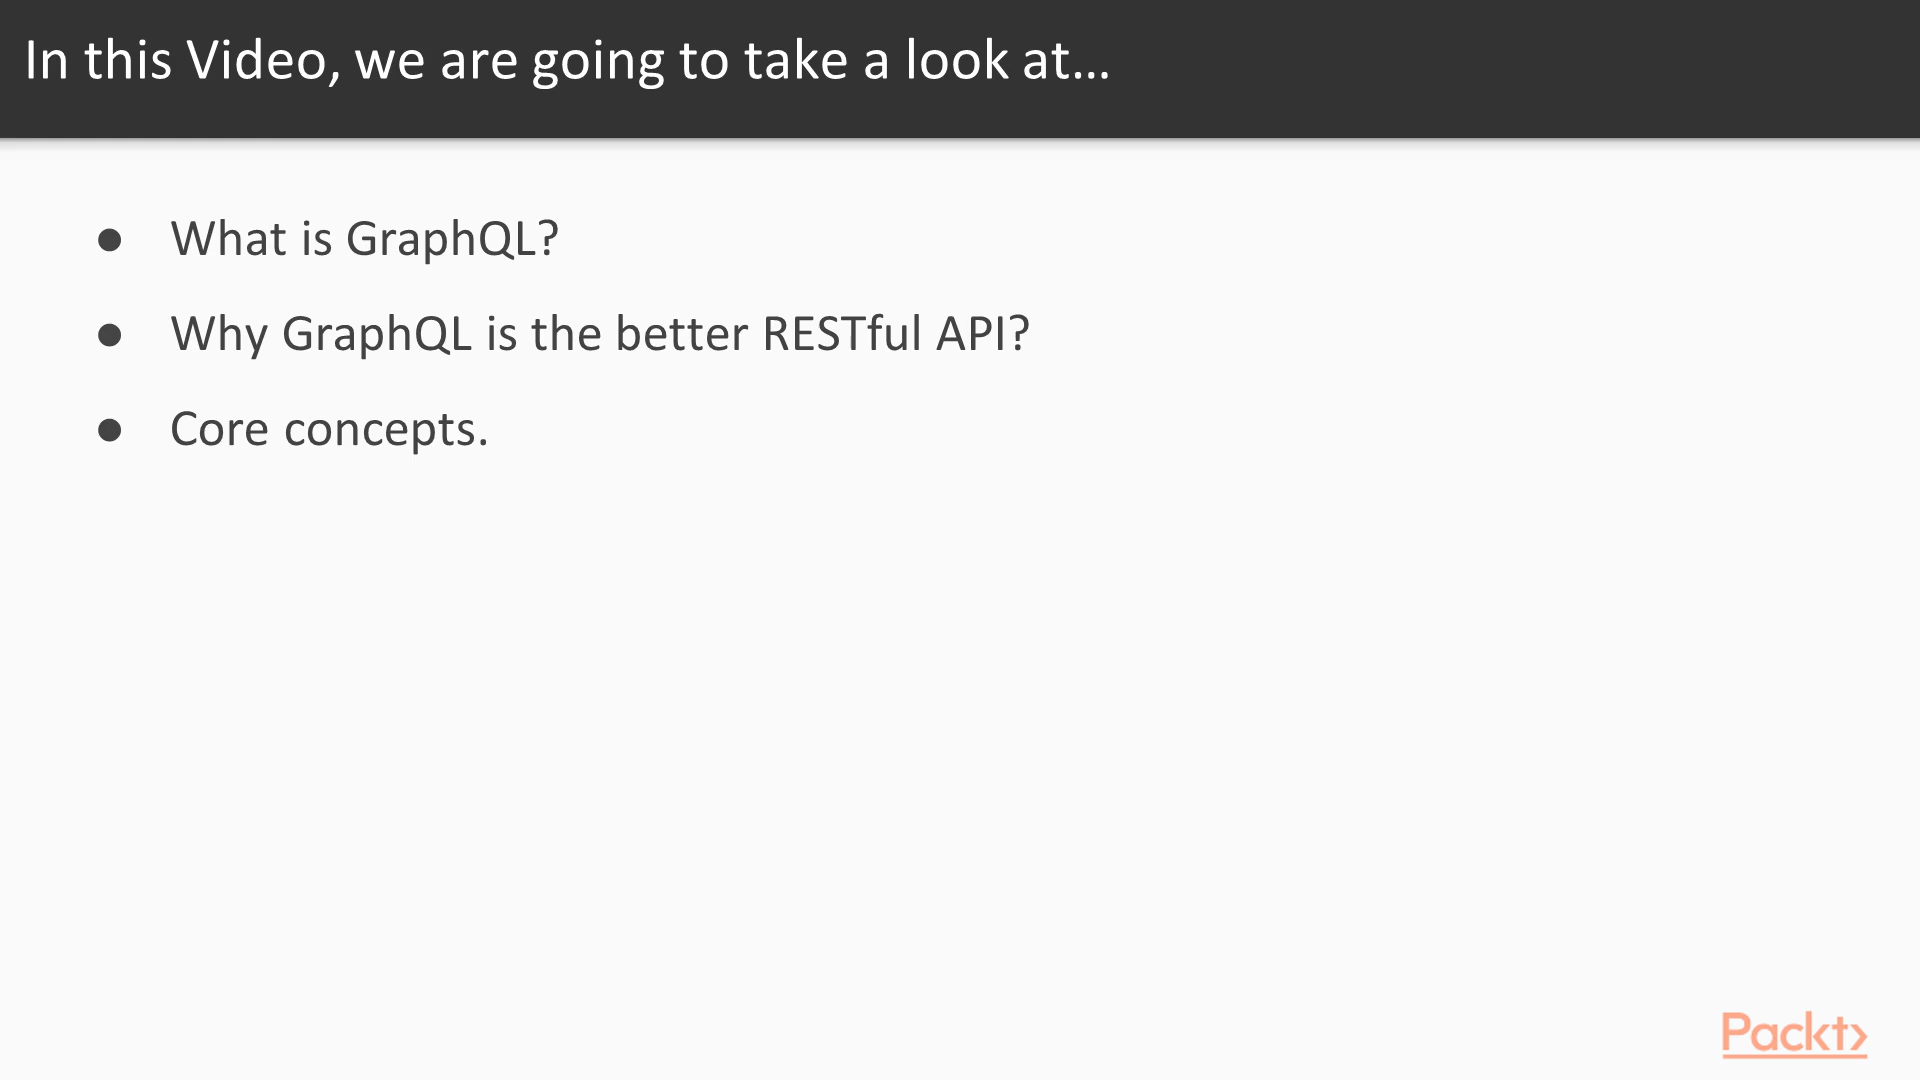 In this Video, we are going to take a look at...
● What is GraphQL?
● Why GraphQL is the better RESTful API?
● Core concepts.
Packt>